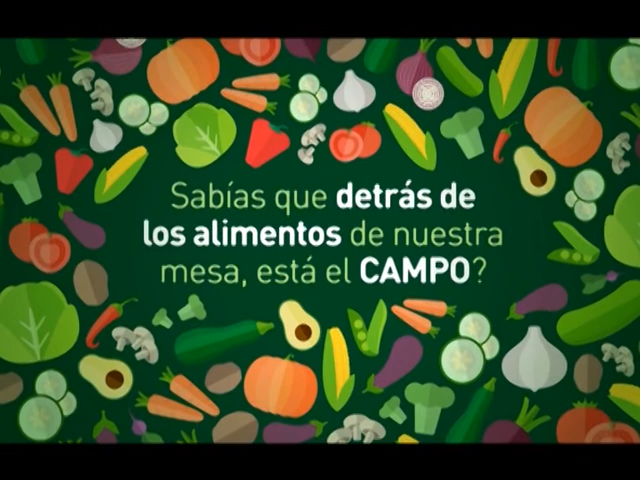 Sabías que detrás de
los alimentos de nuestra
mesa, está el CAMPO?